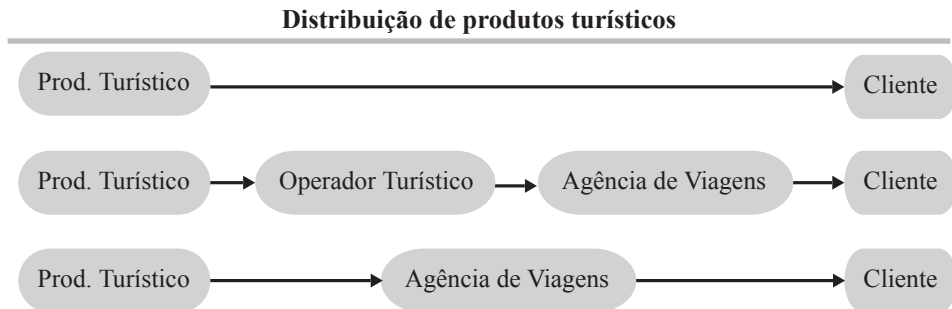 Distribuição de produtos turísticos
Prod. Turístico Cliente
Prod. Turístico Operador Turístico Agência de Viagens Cliente
Prod. Turístico Agência de Viagens Cliente